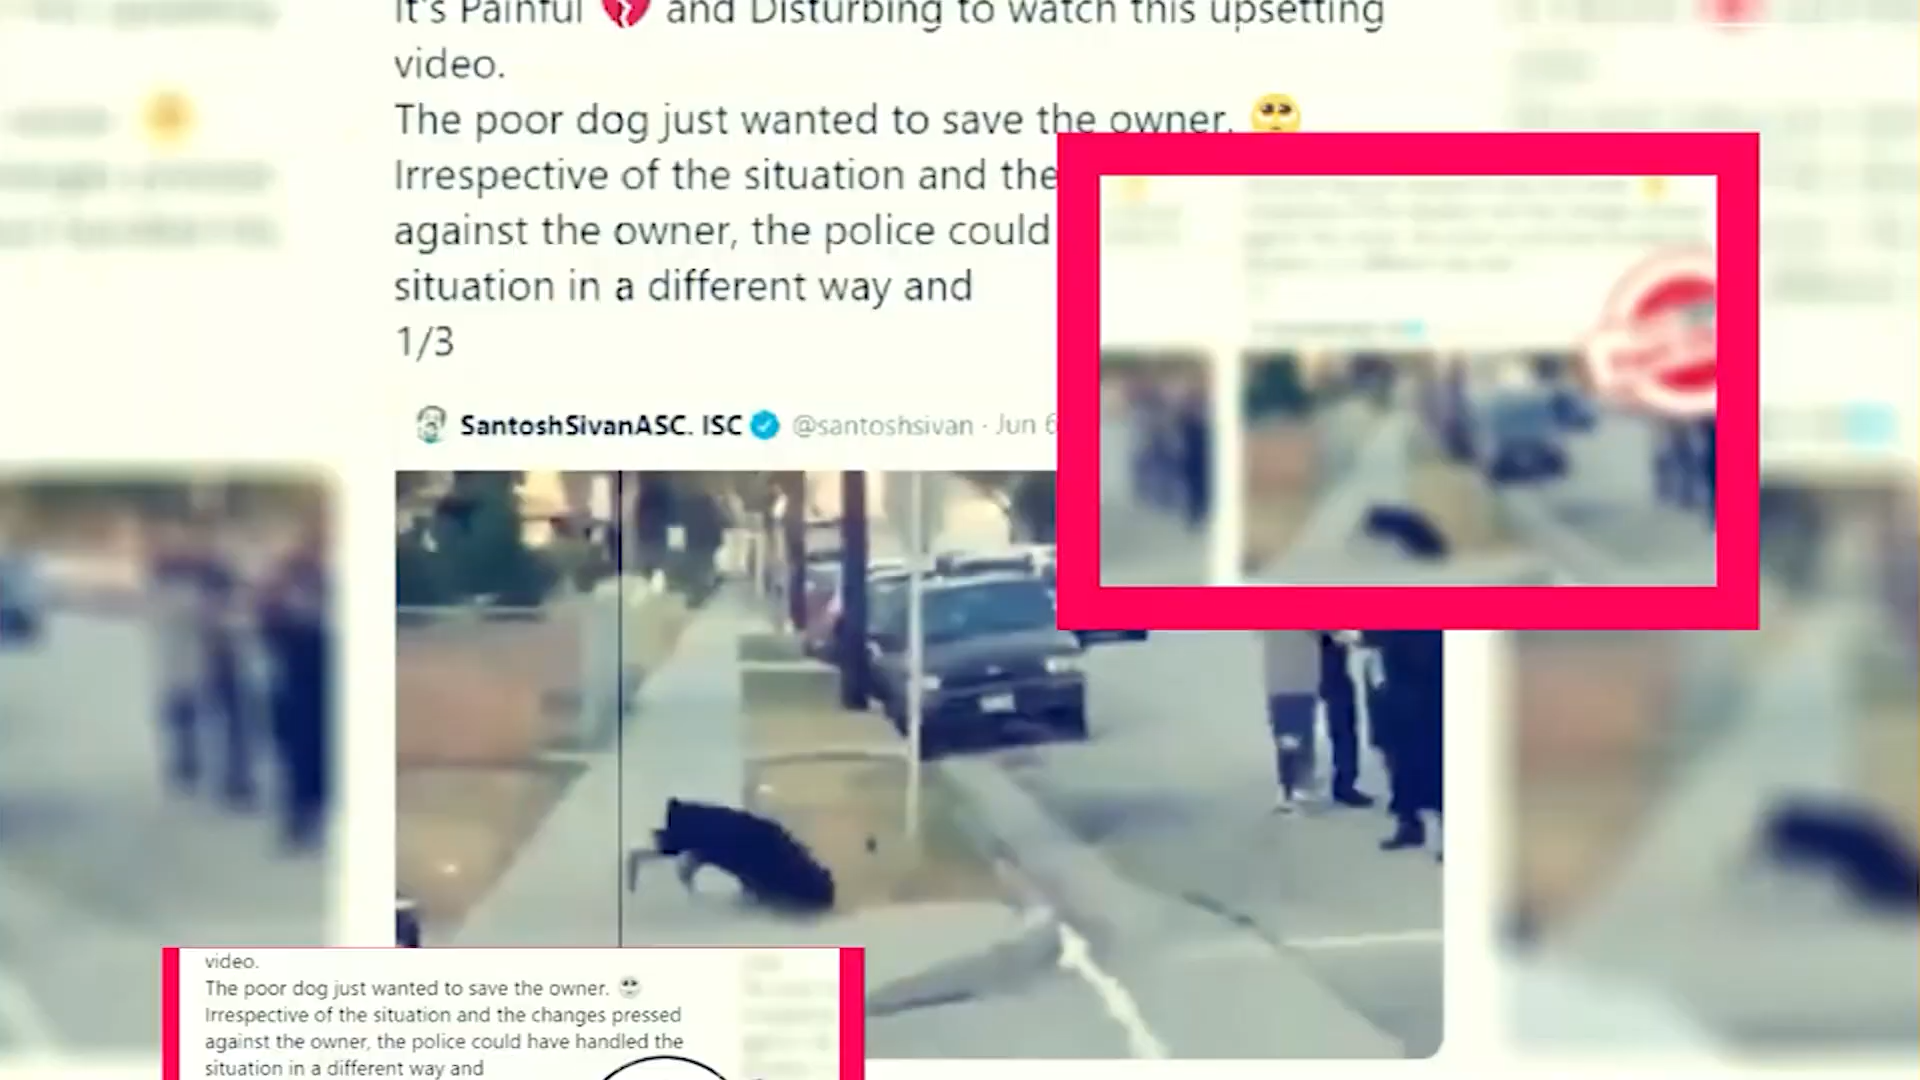 It's Painful 💔 and Disturbing to watch this upsetting
video.
The poor dog just wanted to save the owner. 🥺
Irrespective of the situation and the
against the owner, the police could
situation in a different way and
1/3
SantoshSivanASC. ISC @santoshsivan · Jun 6
video.
The poor dog just wanted to save the owner. 🥺
Irrespective of the situation and the changes pressed
against the owner, the police could have handled the
situation in a different way and